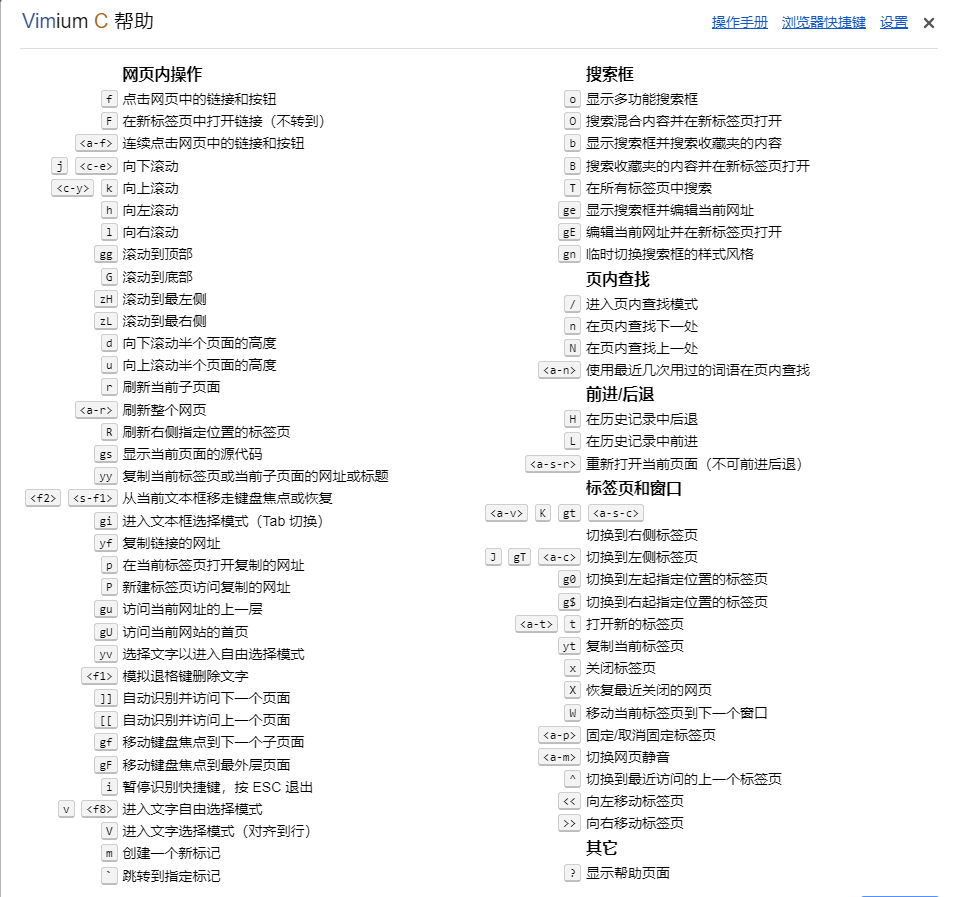 Vimium C 帮助
操作手册 浏览器快捷键 设置 ×
网页内操作
f 点击网页中的链接和按钮
F 在新标签页中打开链接（不转到）
<a-f> 连续点击网页中的链接和按钮
j <c-e> 向下滚动
<c-y> k 向上滚动
h 向左滚动
l 向右滚动
gg 滚动到顶部
G 滚动到底部
zH 滚动到最左侧
zL 滚动到最右侧
d 向下滚动半个页面的高度
u 向上滚动半个页面的高度
r 刷新当前子页面
<a-r> 刷新整个网页
R 刷新右侧指定位置的标签页
gs 显示当前页面的源代码
yy 复制当前标签页或当前子页面的网址或标题
<f2> <s-f1> 从当前文本框移走键盘焦点或恢复
gi 进入文本框选择模式（Tab 切换）
yf 复制链接的网址
p 在当前标签页打开复制的网址
P 新建标签页访问复制的网址
gu 访问当前网址的上一层
gU 访问当前网站的首页
yv 选择文字以进入自由选择模式
<f1> 模拟退格键删除文字
]] 自动识别并访问下一个页面
[[ 自动识别并访问上一个页面
gf 移动键盘焦点到下一个子页面
gF 移动键盘焦点到最外层页面
i 暂停识别快捷键，按 ESC 退出
v <f8> 进入文字自由选择模式
V 进入文字选择模式（对齐到行）
m 创建一个新标记
` 跳转到指定标记
搜索框
o 显示多功能搜索框
O 搜索混合内容并在新标签页打开
b 显示搜索框并搜索收藏夹的内容
B 搜索收藏夹的内容并在新标签页打开
T 在所有标签页中搜索
ge 显示搜索框并编辑当前网址
gE 编辑当前网址并在新标签页打开
gn 临时切换搜索框的样式风格
页内查找
/ 进入页内查找模式
n 在页内查找下一处
N 在页内查找上一处
<a-n> 使用最近几次用过的词语在页内查找
前进/后退
H 在历史记录中后退
L 在历史记录中前进
<a-s-r> 重新打开当前页面（不可前进后退）
标签页和窗口
<a-v> K gt <a-s-c>
切换到右侧标签页
J gT <a-c> 切换到左侧标签页
g0 切换到左起指定位置的标签页
g$ 切换到右起指定位置的标签页
<a-t> t 打开新的标签页
yt 复制当前标签页
x 关闭标签页
X 恢复最近关闭的网页
W 移动当前标签页到下一个窗口
<a-p> 固定/取消固定标签页
<a-m> 切换网页静音
^ 切换到最近访问的上一个标签页
<< 向左移动标签页
>> 向右移动标签页
其它
? 显示帮助页面